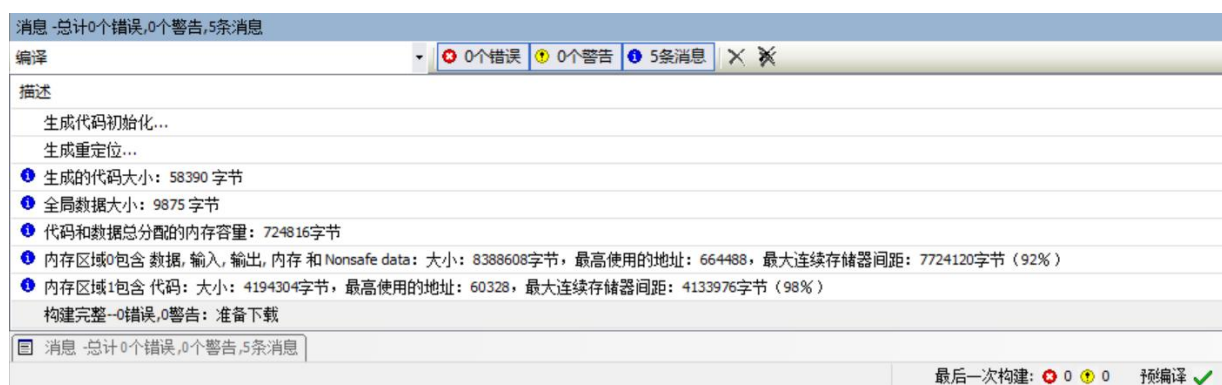 消息 -总计0个错误,0个警告,5条消息
编译 0个错误 0个警告 5条消息
描述
生成代码初始化...
生成重定位...
生成的代码大小：58390 字节
全局数据大小：9875 字节
代码和数据总分配的内存容量：724816字节
内存区域0包含 数据, 输入, 输出, 内存 和 Nonsafe data：大小：8388608字节，最高使用的地址：664488，最大连续存储器间距：7724120字节（92%）
内存区域1包含 代码：大小：4194304字节，最高使用的地址：60328，最大连续存储器间距：4133976字节（98%）
构建完整--0错误,0警告：准备下载
消息 -总计0个错误,0个警告,5条消息
最后一次构建: 0 0 预编译